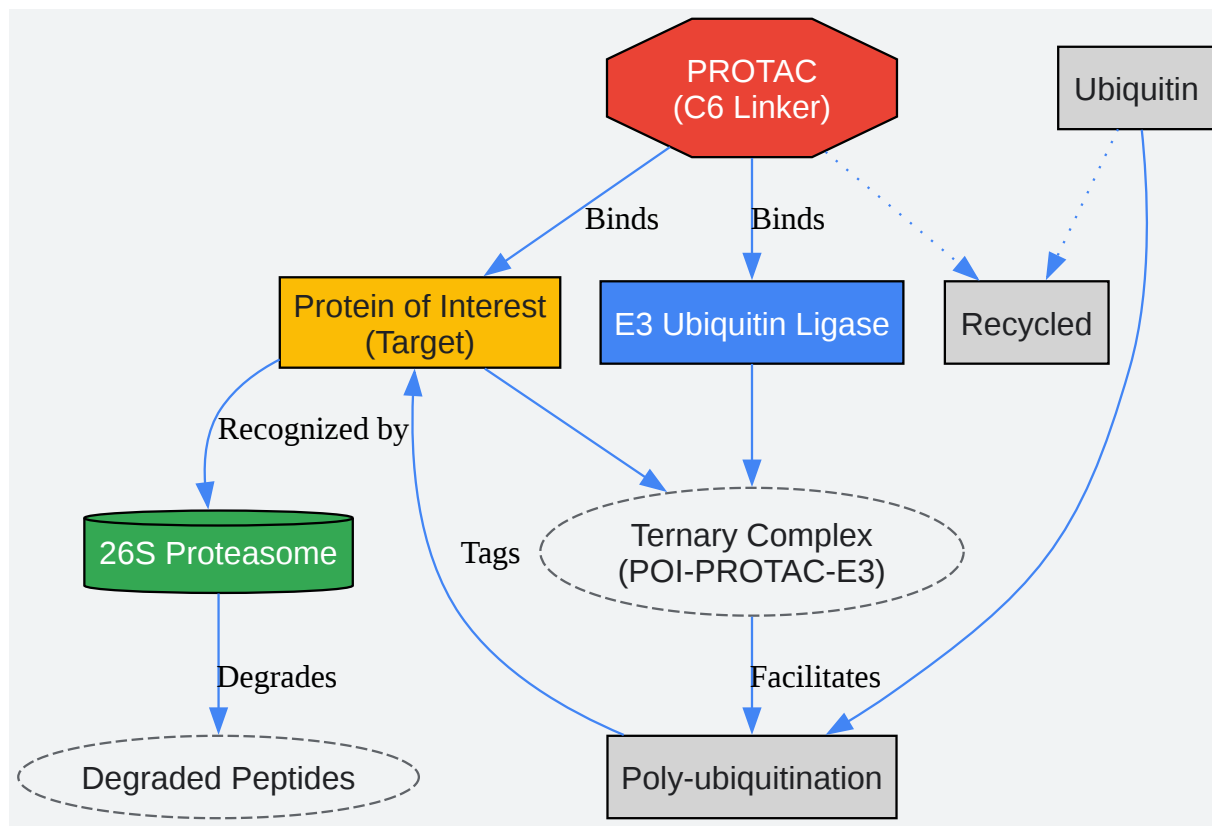 PROTAC
(C6 Linker)
Ubiquitin
Binds
Binds
Protein of Interest
(Target)
E3 Ubiquitin Ligase
Recycled
Recognized by
Ternary Complex
(POI-PROTAC-E3)
26S Proteasome
Tags
Degrades
Facilitates
Degraded Peptides
Poly-ubiquitination